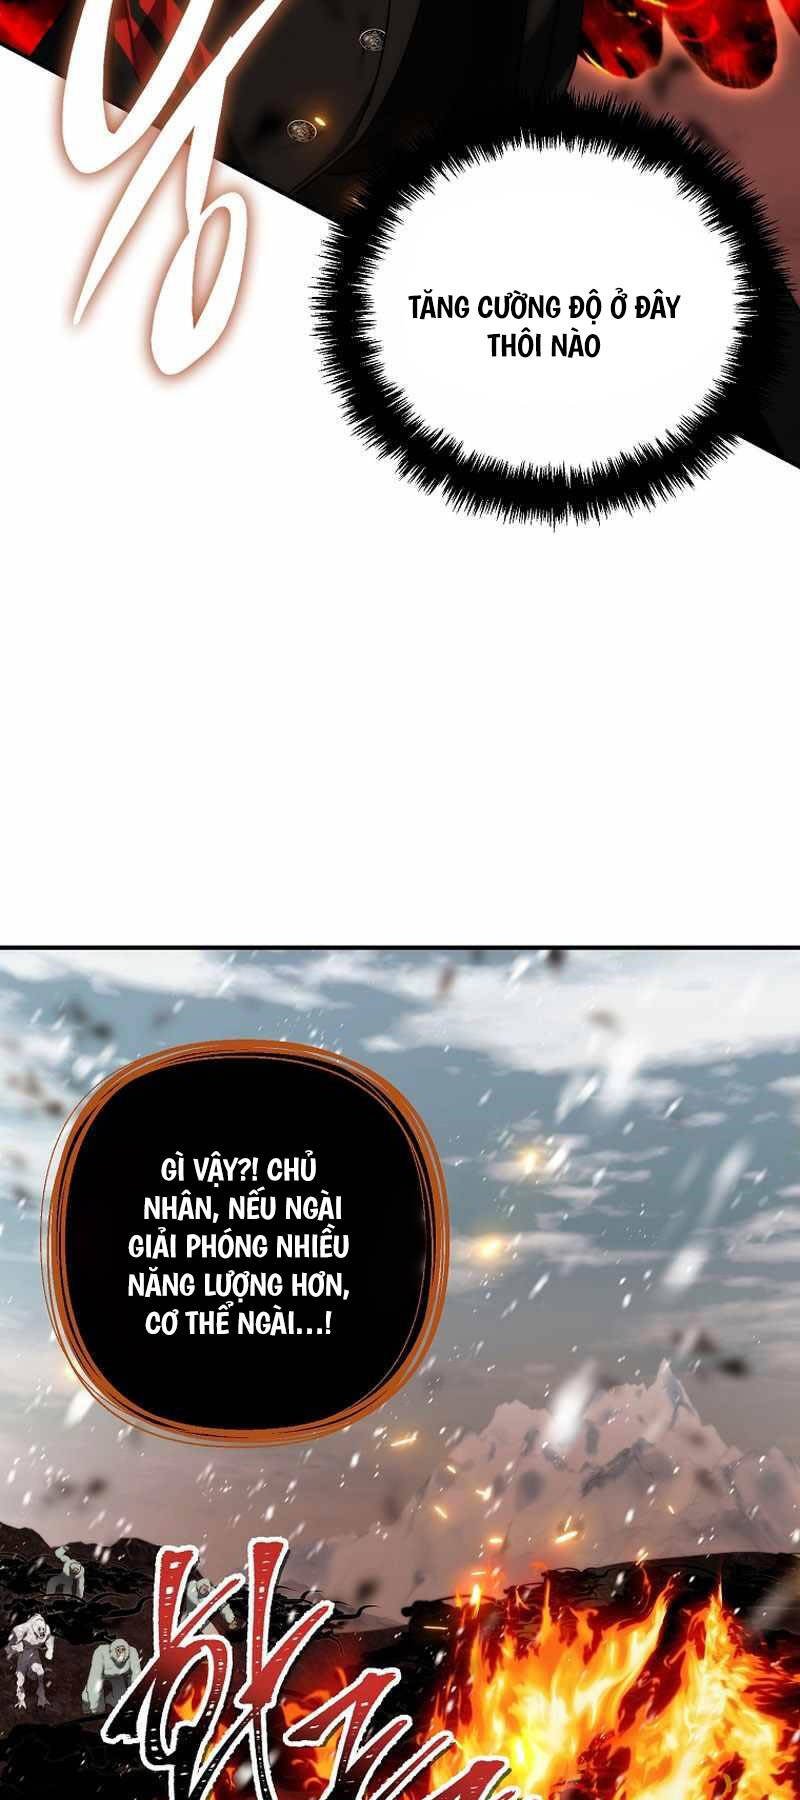 TĂNG CƯỜNG ĐỘ Ở ĐÂY
THÔI NÀO
GÌ VẬY?! CHỦ
NHÂN, NẾU NGÀI
GIẢI PHÓNG NHIỀU
NĂNG LƯỢNG HƠN,
CƠ THỂ NGÀI...!